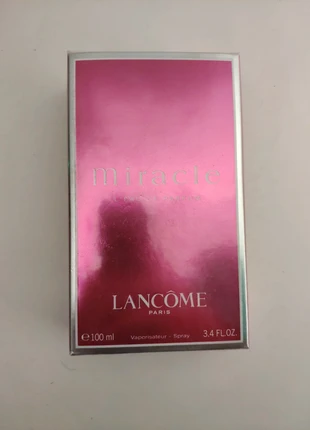 miracle
LANCÔME
PARIS
℮ 100 ml Vaporisateur - Spray 3.4 FL.OZ.